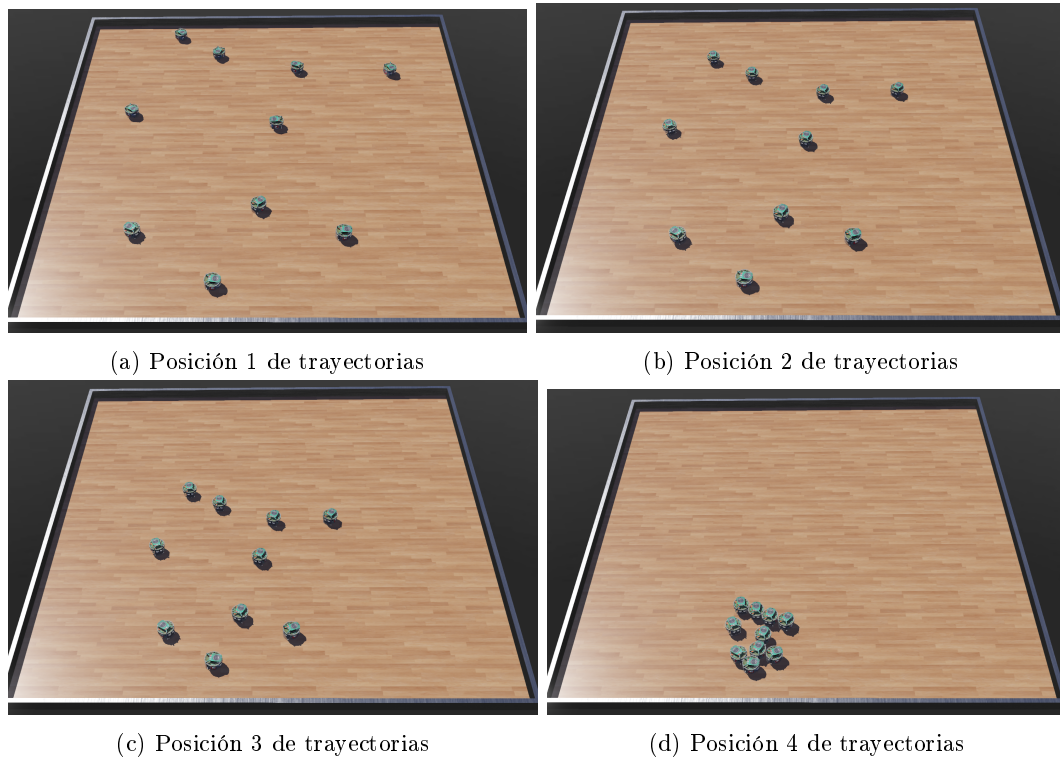 (a) Posición 1 de trayectorias
(b) Posición 2 de trayectorias
(c) Posición 3 de trayectorias
(d) Posición 4 de trayectorias